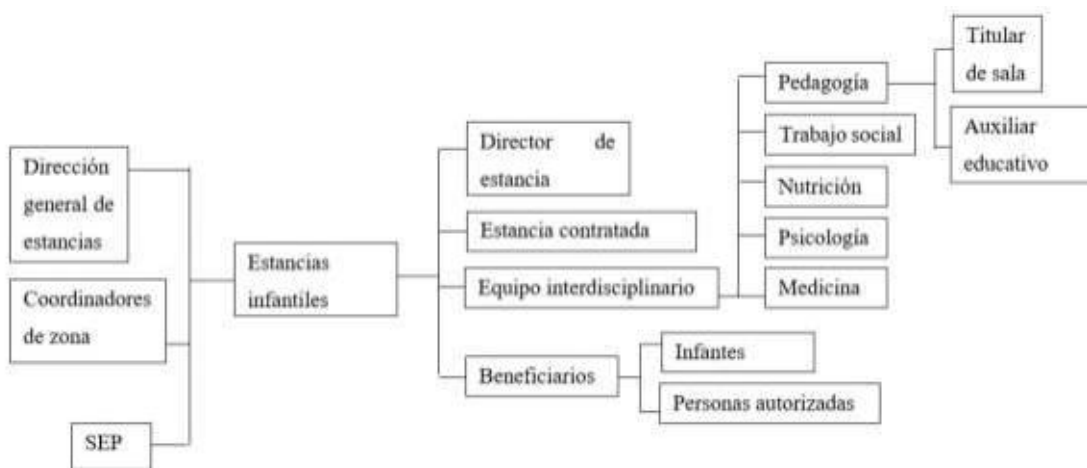 Dirección
general de
estancias
Coordinadores
de zona
SEP
Estancias
infantiles
Director de
estancia
Estancia contratada
Equipo interdisciplinario
Beneficiarios
Pedagogía
Trabajo social
Nutrición
Psicología
Medicina
Infantes
Personas autorizadas
Titular
de sala
Auxiliar
educativo